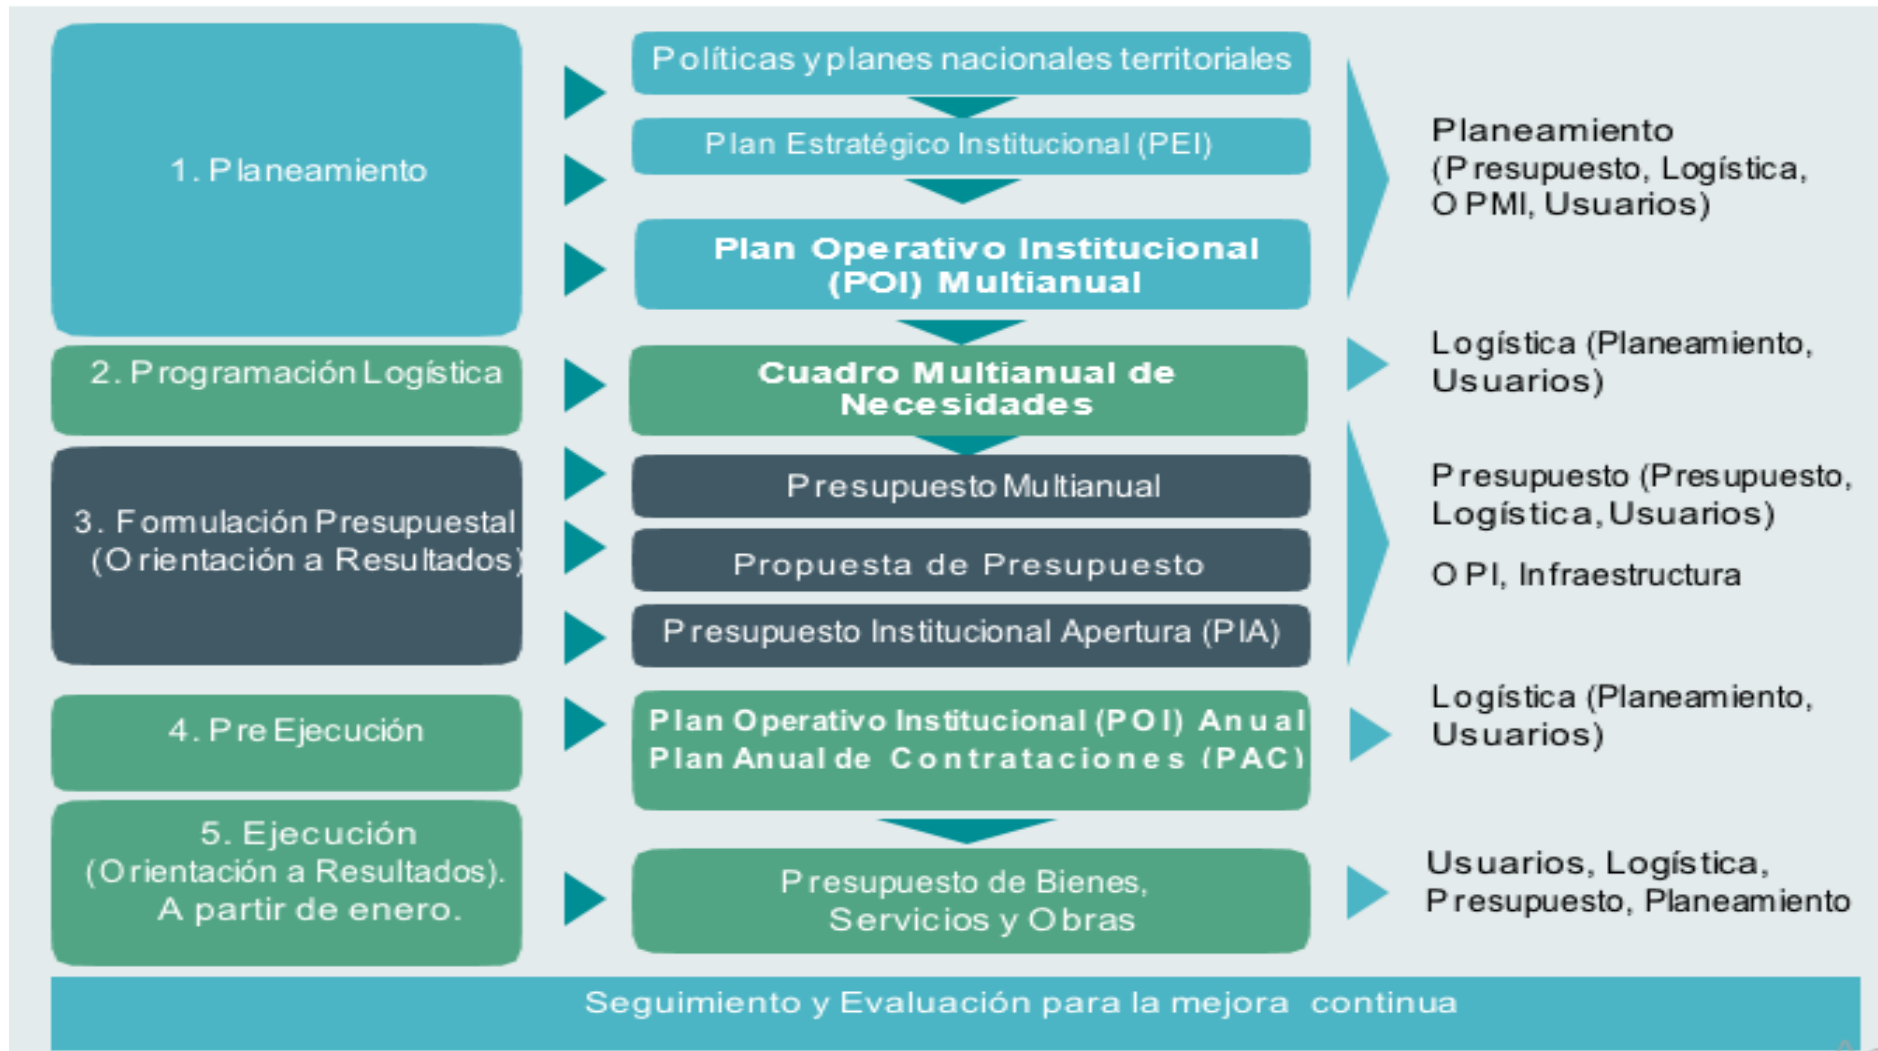 1. Planeamiento
Políticas y planes nacionales territoriales
Plan Estratégico Institucional (PEI)
Plan Operativo Institucional
(POI) Multianual
Planeamiento
(Presupuesto, Logística,
OPMI, Usuarios)
2. Programación Logística
Cuadro Multianual de
Necesidades
Logística (Planeamiento,
Usuarios)
3. Formulación Presupuestal
(Orientación a Resultados)
Presupuesto Multianual
Propuesta de Presupuesto
Presupuesto Institucional Apertura (PIA)
Presupuesto (Presupuesto,
Logística, Usuarios)
OPI, Infraestructura
4. Pre Ejecución
Plan Operativo Institucional (POI) Anual
Plan Anual de Contrataciones (PAC)
Logística (Planeamiento,
Usuarios)
5. Ejecución
(Orientación a Resultados).
A partir de enero.
Presupuesto de Bienes,
Servicios y Obras
Usuarios, Logística,
Presupuesto, Planeamiento
Seguimiento y Evaluación para la mejora continua